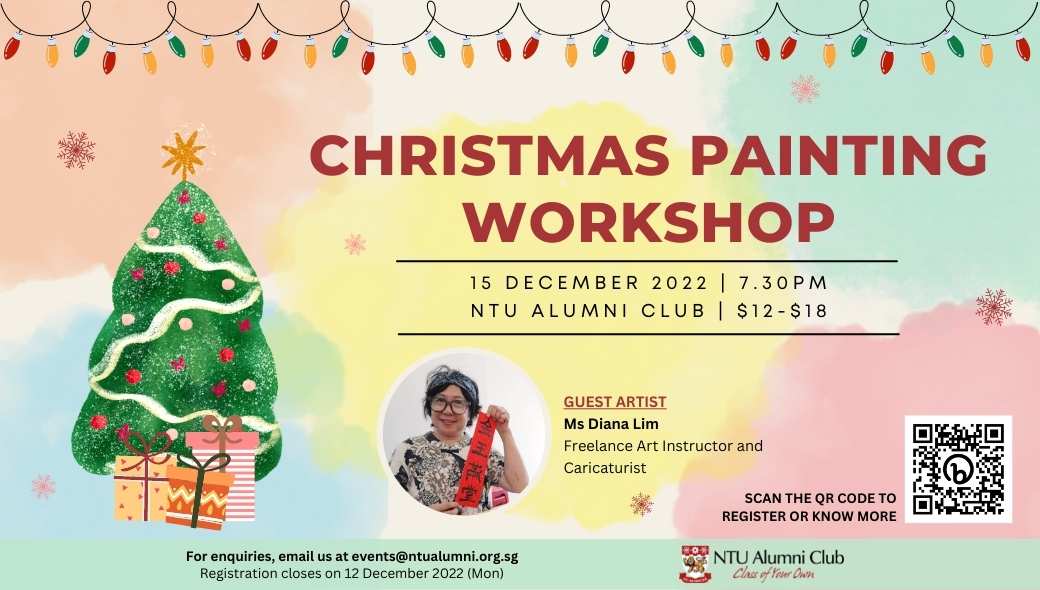 CHRISTMAS PAINTING
WORKSHOP
15 DECEMBER 2022 | 7.30PM
NTU ALUMNI CLUB | $12-$18
GUEST ARTIST
Ms Diana Lim
Freelance Art Instructor and
Caricaturist
SCAN THE QR CODE TO
REGISTER OR KNOW MORE
For enquiries, email us at events@ntualumni.org.sg
Registration closes on 12 December 2022 (Mon)
NTU Alumni Club
Class of Your Own